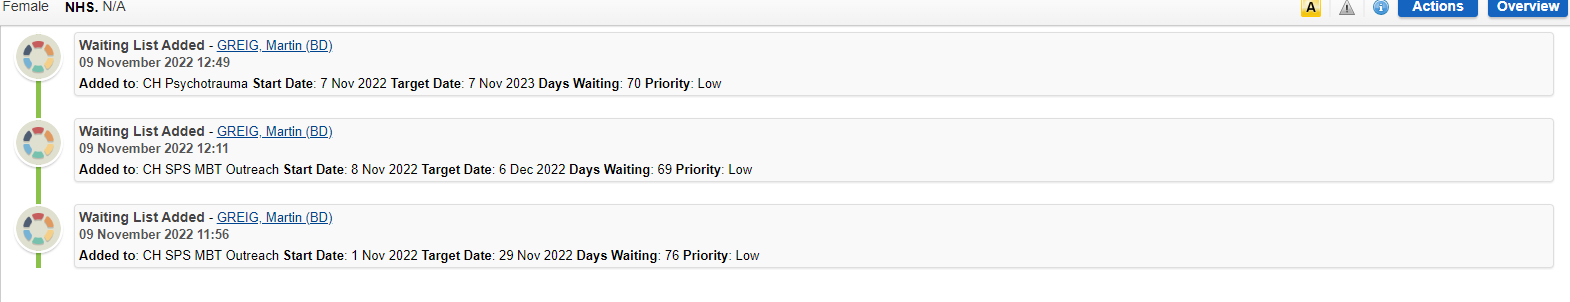 Female NHS. N/A A Actions Overview
Waiting List Added - GREIG, Martin (BD)
09 November 2022 12:49
Added to: CH Psychotrauma Start Date: 7 Nov 2022 Target Date: 7 Nov 2023 Days Waiting: 70 Priority: Low
Waiting List Added - GREIG, Martin (BD)
09 November 2022 12:11
Added to: CH SPS MBT Outreach Start Date: 8 Nov 2022 Target Date: 6 Dec 2022 Days Waiting: 69 Priority: Low
Waiting List Added - GREIG, Martin (BD)
09 November 2022 11:56
Added to: CH SPS MBT Outreach Start Date: 1 Nov 2022 Target Date: 29 Nov 2022 Days Waiting: 76 Priority: Low